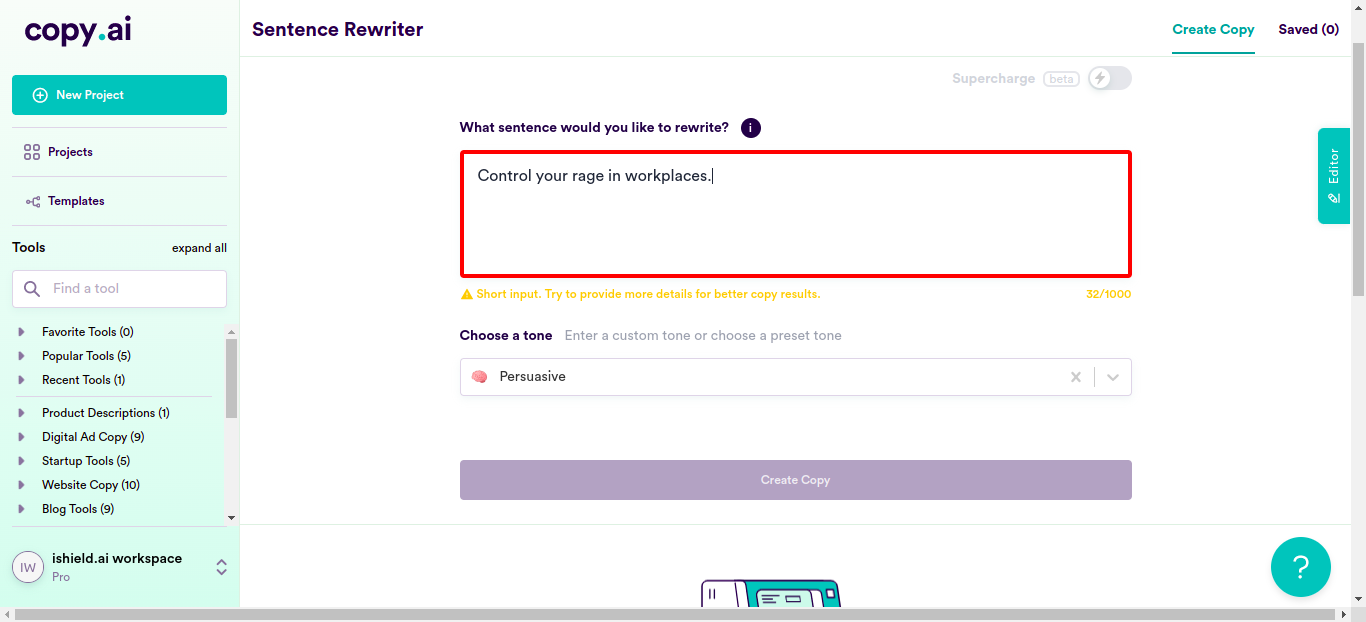 copy.ai
Sentence Rewriter
Create Copy
Saved (0)
New Project
Projects
Templates
Tools
expand all
Find a tool
Favorite Tools (0)
Popular Tools (5)
Recent Tools (1)
Product Descriptions (1)
Digital Ad Copy (9)
Startup Tools (5)
Website Copy (10)
Blog Tools (9)
IW
ishield.ai workspace
Pro
Supercharge beta
What sentence would you like to rewrite? i
Control your rage in workplaces.
Short input. Try to provide more details for better copy results.
32/1000
Choose a tone Enter a custom tone or choose a preset tone
Persuasive
Create Copy
Editor
?